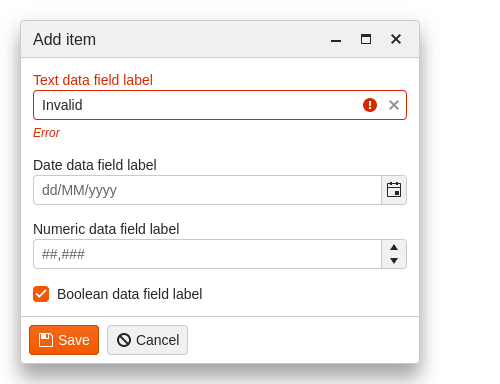 Add item
Text data field label
Invalid
Error
Date data field label
dd/MM/yyyy
Numeric data field label
##,###
Boolean data field label
Save Cancel